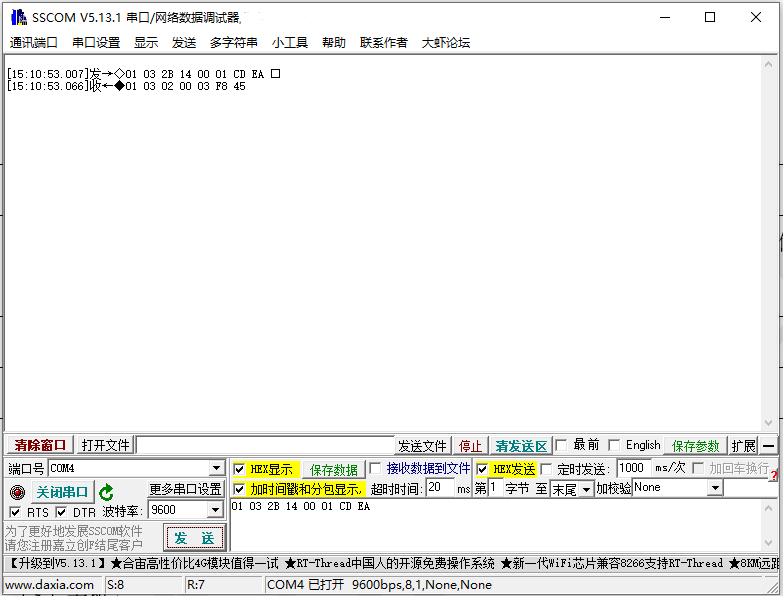 SSCOM V5.13.1 串口/网络数据调试器,
通讯端口 串口设置 显示 发送 多字符串 小工具 帮助 联系作者 大虾论坛
[15:10:53.007]发→◇01 03 2B 14 00 01 CD EA □
[15:10:53.066]收←◆01 03 02 00 03 F8 45
清除窗口 打开文件 发送文件 停止 清发送区 最前 English 保存参数 扩展 —
端口号 COM4 HEX显示 保存数据 接收数据到文件 HEX发送 定时发送: 1000 ms/次 加回车换行
关闭串口 更多串口设置 加时间戳和分包显示, 超时时间: 20 ms 第 1 字节 至 末尾 加校验 None
RTS DTR 波特率: 9600
01 03 2B 14 00 01 CD EA
为了更好地发展SSCOM软件
请您注册嘉立创F结尾客户
发 送
【升级到V5.13.1】★合宙高性价比4G模块值得一试 ★RT-Thread中国人的开源免费操作系统 ★新一代WiFi芯片兼容8266支持RT-Thread ★8KM远距
www.daxia.com S:8 R:7 COM4 已打开 9600bps,8,1,None,None